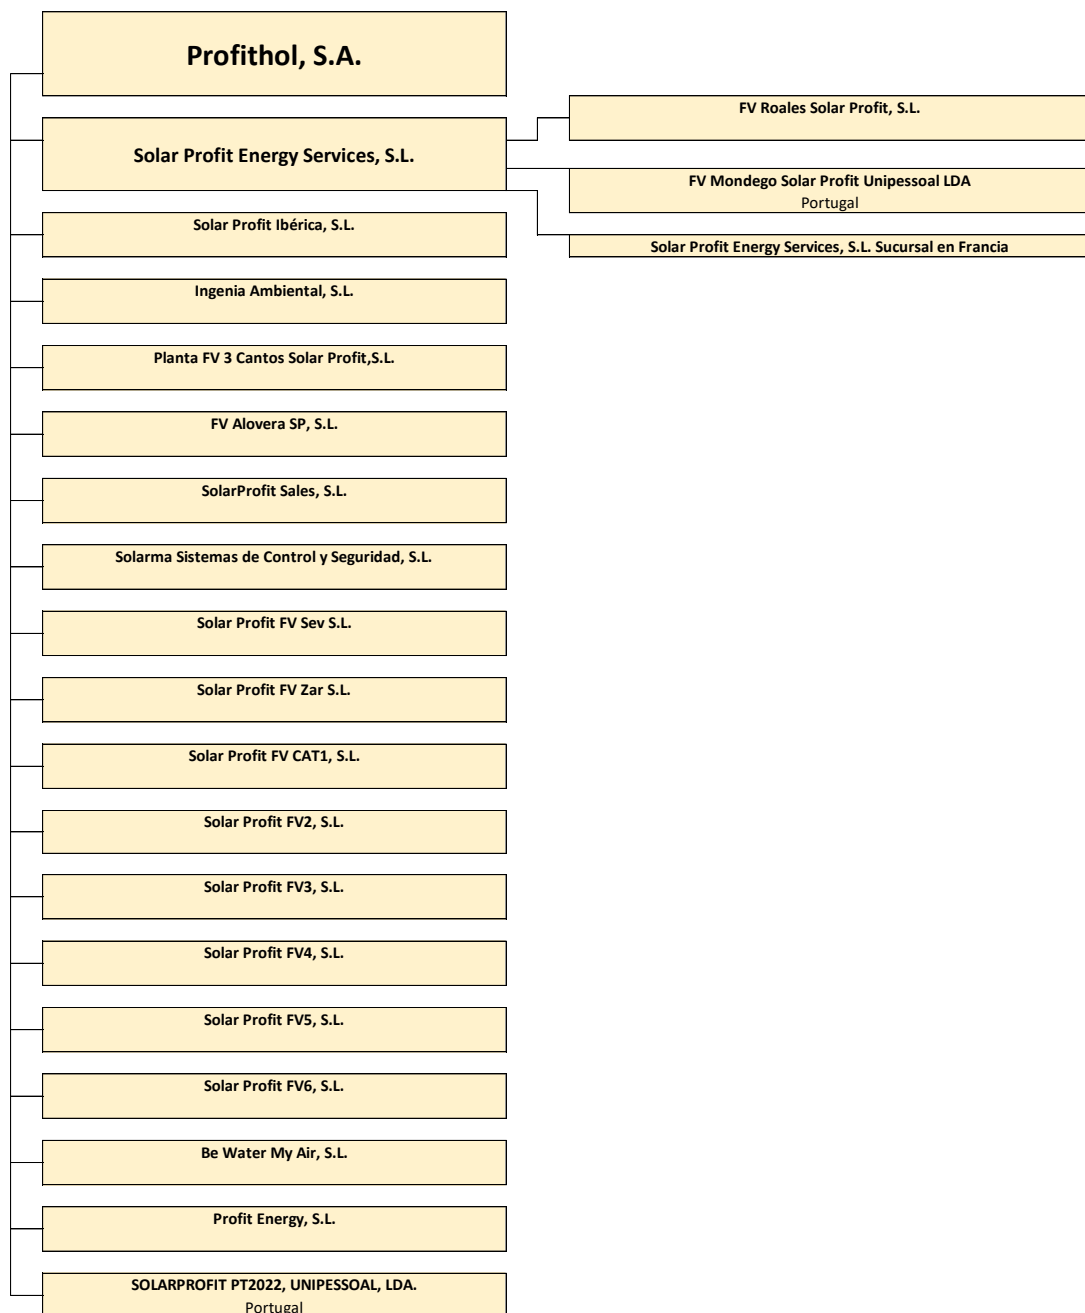 Profithol, S.A.
Solar Profit Energy Services, S.L.
FV Roales Solar Profit, S.L.
FV Mondego Solar Profit Unipessoal LDA
Portugal
Solar Profit Energy Services, S.L. Sucursal en Francia
Solar Profit Ibérica, S.L.
Ingenia Ambiental, S.L.
Planta FV 3 Cantos Solar Profit,S.L.
FV Alovera SP, S.L.
SolarProfit Sales, S.L.
Solarma Sistemas de Control y Seguridad, S.L.
Solar Profit FV Sev S.L.
Solar Profit FV Zar S.L.
Solar Profit FV CAT1, S.L.
Solar Profit FV2, S.L.
Solar Profit FV3, S.L.
Solar Profit FV4, S.L.
Solar Profit FV5, S.L.
Solar Profit FV6, S.L.
Be Water My Air, S.L.
Profit Energy, S.L.
SOLARPROFIT PT2022, UNIPESSOAL, LDA.
Portugal